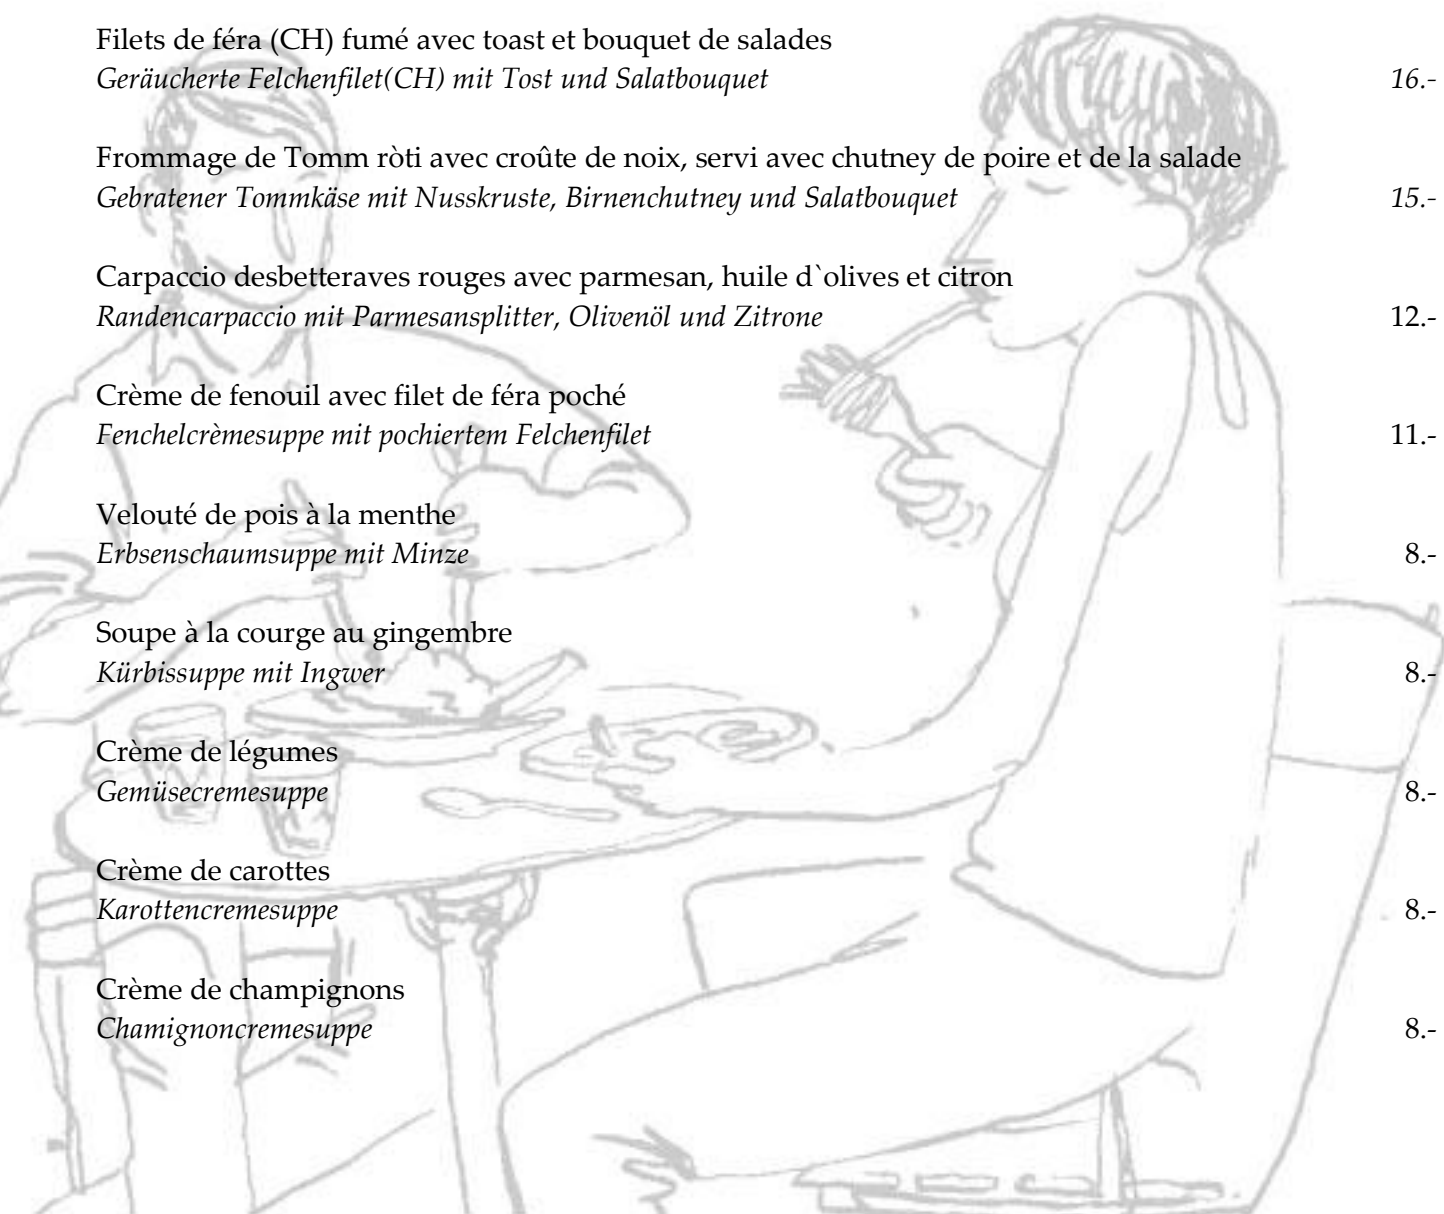 Filets de féra (CH) fumé avec toast et bouquet de salades
Geräucherte Felchenfilet(CH) mit Tost und Salatbouquet 16.-
Frommage de Tomm ròti avec croûte de noix, servi avec chutney de poire et de la salade
Gebratener Tommkäse mit Nusskruste, Birnenchutney und Salatbouquet 15.-
Carpaccio desbetteraves rouges avec parmesan, huile d`olives et citron
Randencarpaccio mit Parmesansplitter, Olivenöl und Zitrone 12.-
Crème de fenouil avec filet de féra poché
Fenchelcrèmesuppe mit pochiertem Felchenfilet 11.-
Velouté de pois à la menthe
Erbsenschaumsuppe mit Minze 8.-
Soupe à la courge au gingembre
Kürbissuppe mit Ingwer 8.-
Crème de légumes
Gemüsecremesuppe 8.-
Crème de carottes
Karottencremesuppe 8.-
Crème de champignons
Chamignoncremesuppe 8.-